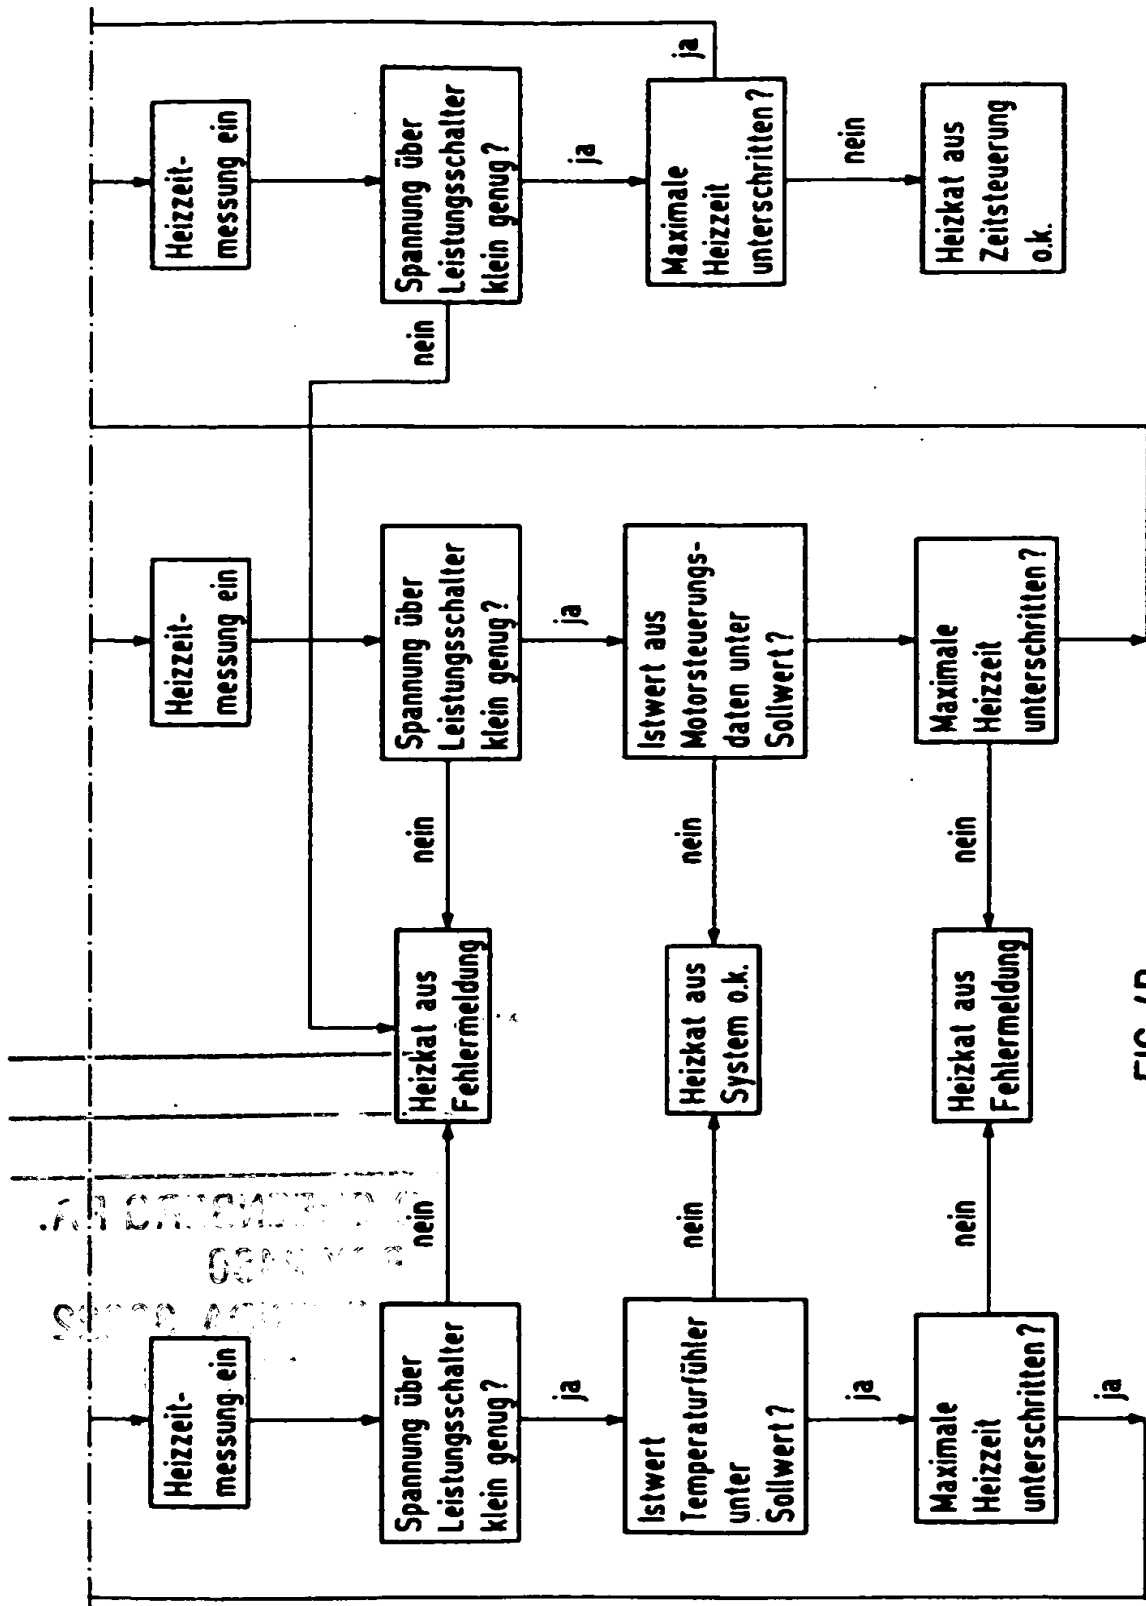 Heizzeit-
messung ein
Heizzeit-
messung ein
Heizzeit-
messung ein
Spannung über
Leistungsschalter
klein genug?
nein
Heizkat aus
Fehlermeldung
nein
Spannung über
Leistungsschalter
klein genug?
nein
Spannung über
Leistungsschalter
klein genug?
ja
ja
ja
Istwert
Temperaturfühler
unter
Sollwert?
nein
Heizkat aus
System o.k.
nein
Istwert aus
Motorsteuerungs-
daten unter
Sollwert?
Maximale
Heizzeit
unterschritten?
ja
ja
nein
Maximale
Heizzeit
unterschritten?
nein
Heizkat aus
Fehlermeldung
nein
Maximale
Heizzeit
unterschritten?
Heizkat aus
Zeitsteuerung
o.k.
ja